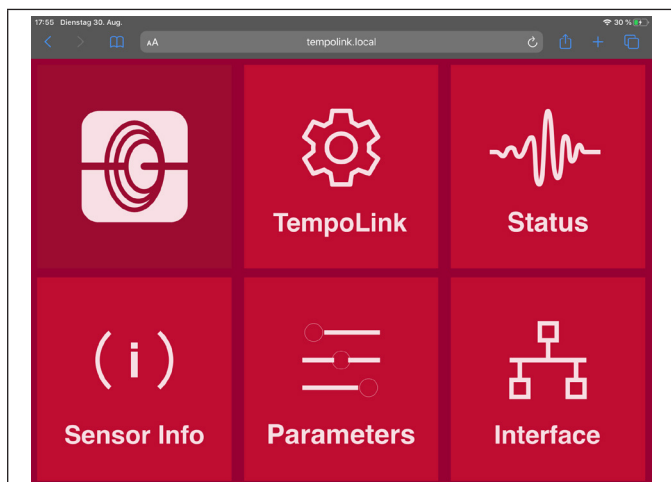 17:55 Dienstag 30. Aug.
30 %
AA
tempolink.local
TempoLink
Status
( i )
Sensor Info
Parameters
Interface